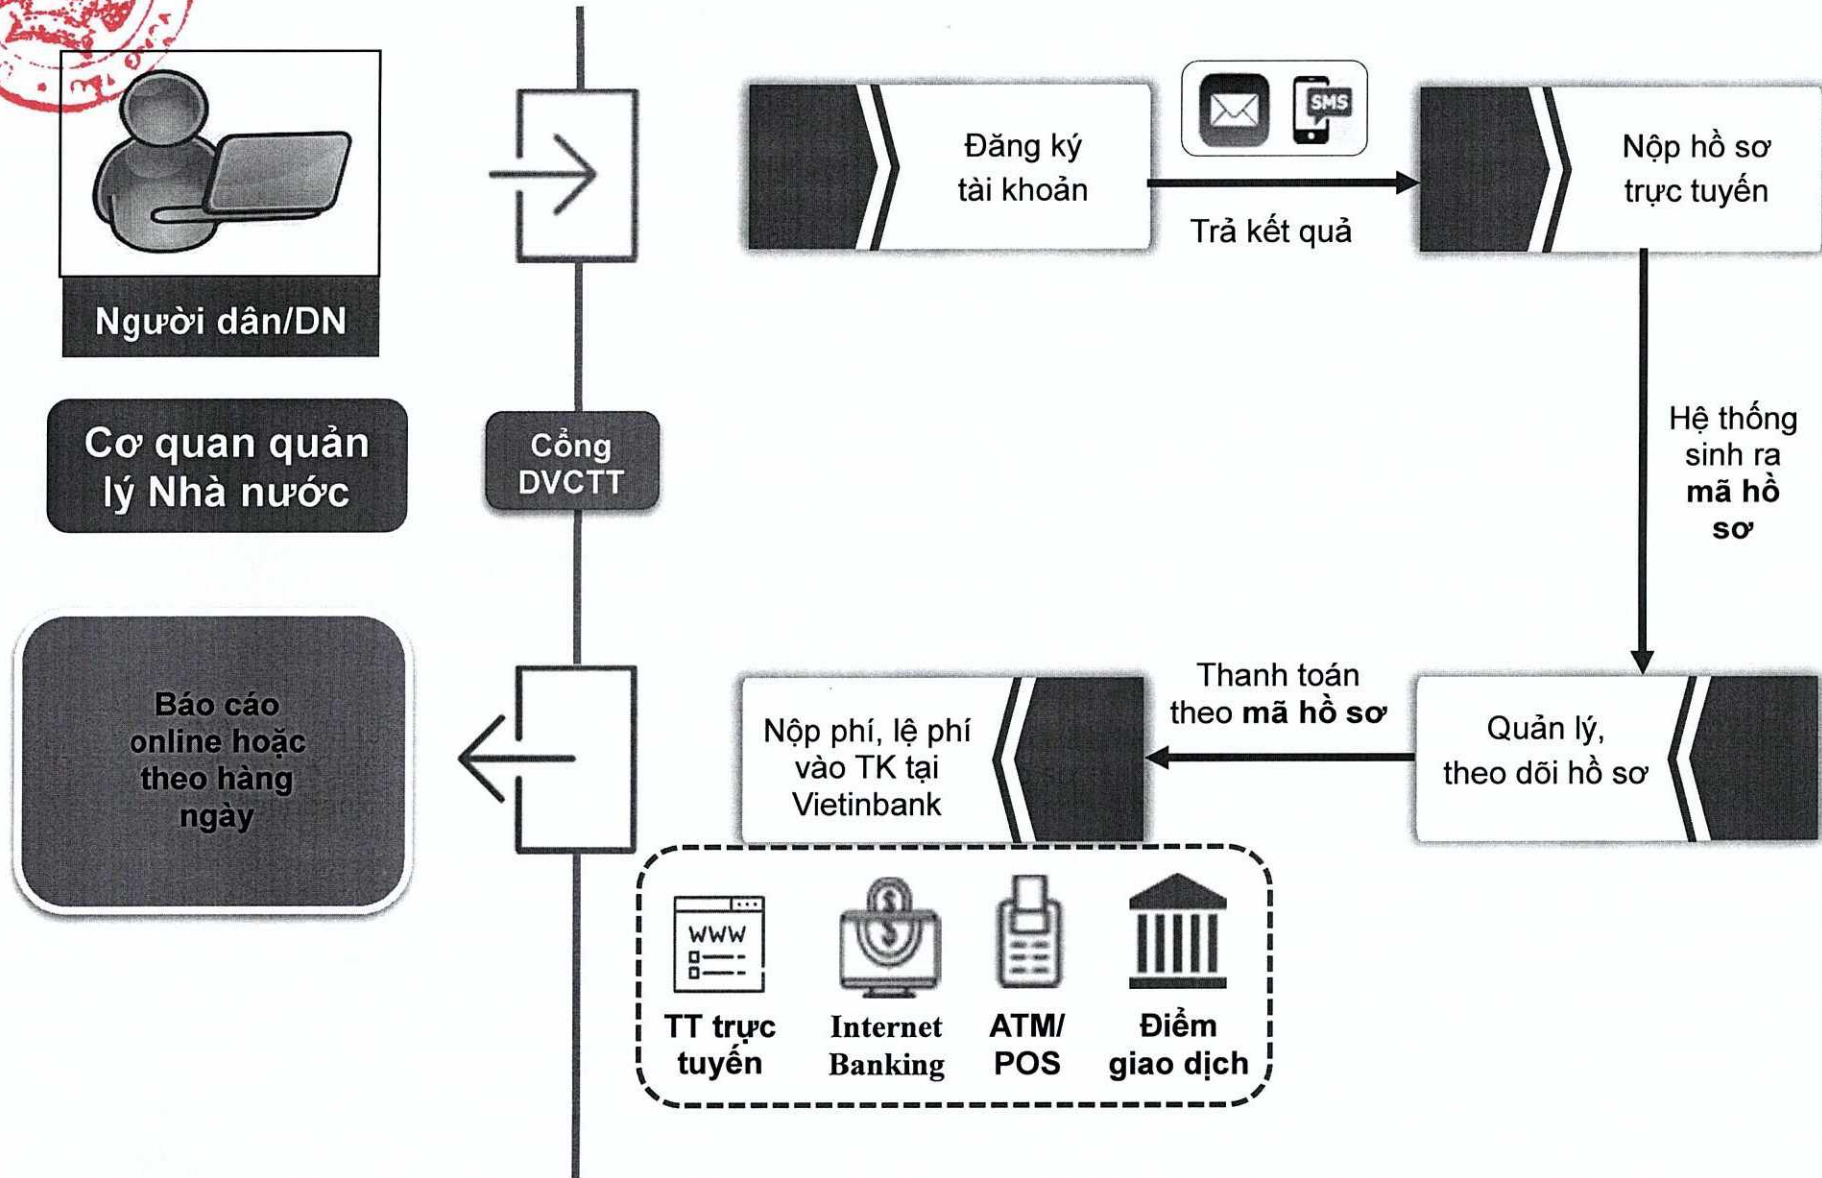 Người dân/DN
Cơ quan quản
lý Nhà nước
Báo cáo
online hoặc
theo hàng
ngày
Cổng
DVCTT
Đăng ký
tài khoản
SMS
Trả kết quả
Nộp hồ sơ
trực tuyến
Hệ thống
sinh ra
mã hồ
sơ
Quản lý,
theo dõi hồ sơ
Thanh toán
theo mã hồ sơ
Nộp phí, lệ phí
vào TK tại
Vietinbank
WWW
TT trực
tuyến
Internet
Banking
ATM/
POS
Điểm
giao dịch